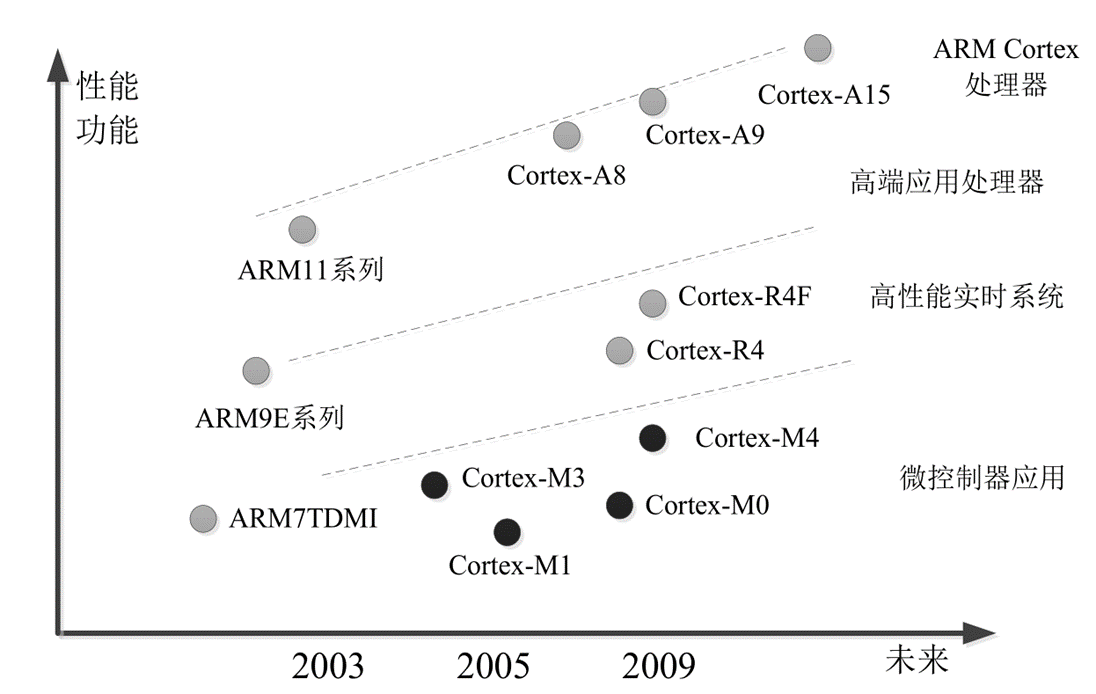 性能
功能
ARM Cortex
处理器
Cortex-A15
Cortex-A9
Cortex-A8
高端应用处理器
ARM11系列
Cortex-R4F
高性能实时系统
Cortex-R4
ARM9E系列
Cortex-M4
Cortex-M3
微控制器应用
Cortex-M0
ARM7TDMI
Cortex-M1
2003
2005
2009
未来